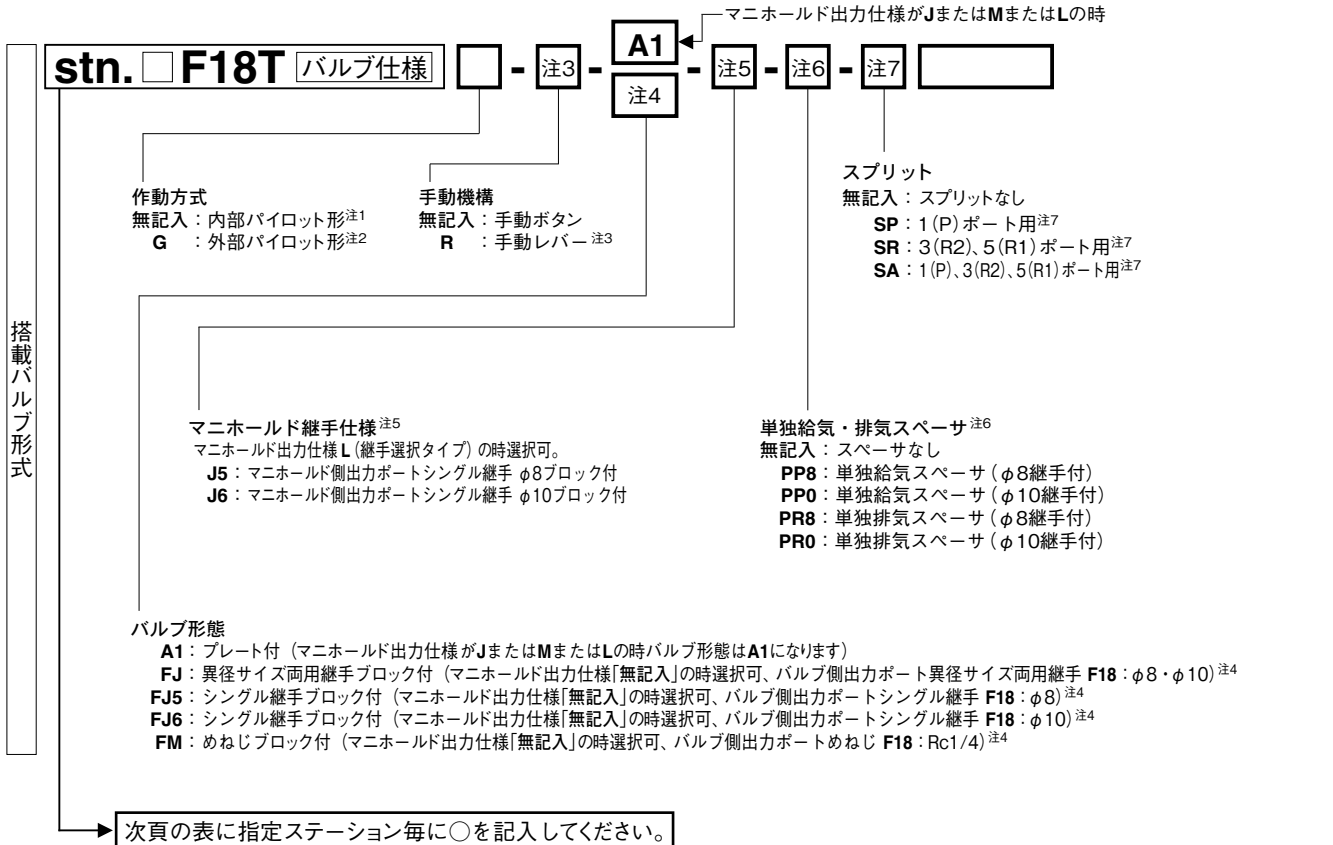 マニホールド出力仕様がJまたはMまたはLの時
stn.□F18T バルブ仕様 □ - 注3 - A1 - 注5 - 注6 - 注7
注4
搭載バルブ形式
作動方式
無記入：内部パイロット形注1
G ：外部パイロット形注2
手動機構
無記入：手動ボタン
R ：手動レバー注3
スプリット
無記入：スプリットなし
SP：1(P)ポート用注7
SR：3(R2)、5(R1)ポート用注7
SA：1(P)、3(R2)、5(R1)ポート用注7
マニホールド継手仕様注5
マニホールド出力仕様L（継手選択タイプ）の時選択可。
J5：マニホールド側出力ポートシングル継手 φ8ブロック付
J6：マニホールド側出力ポートシングル継手 φ10ブロック付
単独給気・排気スペーサ注6
無記入：スペーサなし
PP8：単独給気スペーサ（φ8継手付）
PP0：単独給気スペーサ（φ10継手付）
PR8：単独排気スペーサ（φ8継手付）
PR0：単独排気スペーサ（φ10継手付）
バルブ形態
A1：プレート付（マニホールド出力仕様がJまたはMまたはLの時バルブ形態はA1になります）
FJ：異径サイズ両用継手ブロック付（マニホールド出力仕様「無記入」の時選択可、バルブ側出力ポート異径サイズ両用継手 F18：φ8・φ10）注4
FJ5：シングル継手ブロック付（マニホールド出力仕様「無記入」の時選択可、バルブ側出力ポートシングル継手 F18：φ8）注4
FJ6：シングル継手ブロック付（マニホールド出力仕様「無記入」の時選択可、バルブ側出力ポートシングル継手 F18：φ10）注4
FM：めねじブロック付（マニホールド出力仕様「無記入」の時選択可、バルブ側出力ポートめねじ F18：Rc1/4）注4
次頁の表に指定ステーション毎に○を記入してください。